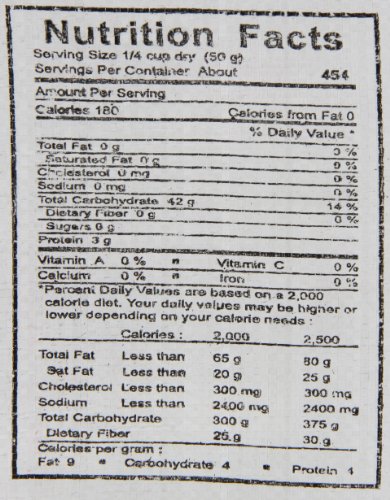 Nutrition Facts
Serving Size 1/4 cup dry (50 g)
Servings Per Container About 454
Amount Per Serving
Calories 180 Calories from Fat 0
% Daily Value *
Total Fat 0 g 0 %
Saturated Fat 0 g 0 %
Cholesterol 0 mg 0 %
Sodium 0 mg 0 %
Total Carbohydrate 42 g 14 %
Dietary Fiber 0 g 0 %
Sugars 0 g
Protein 3 g
Vitamin A 0 % ■ Vitamin C 0 %
Calcium 0 % ■ Iron 0 %
*Percent Daily Values are based on a 2,000
calorie diet. Your daily values may be higher or
lower depending on your calorie needs :
Calories : 2,000 2,500
Total Fat Less than 65 g 80 g
Sat Fat Less than 20 g 25 g
Cholesterol Less than 300 mg 300 mg
Sodium Less than 2400 mg 2400 mg
Total Carbohydrate 300 g 375 g
Dietary Fiber 25 g 30 g
Calories per gram :
Fat 9 ■ Carbohydrate 4 ■ Protein 4